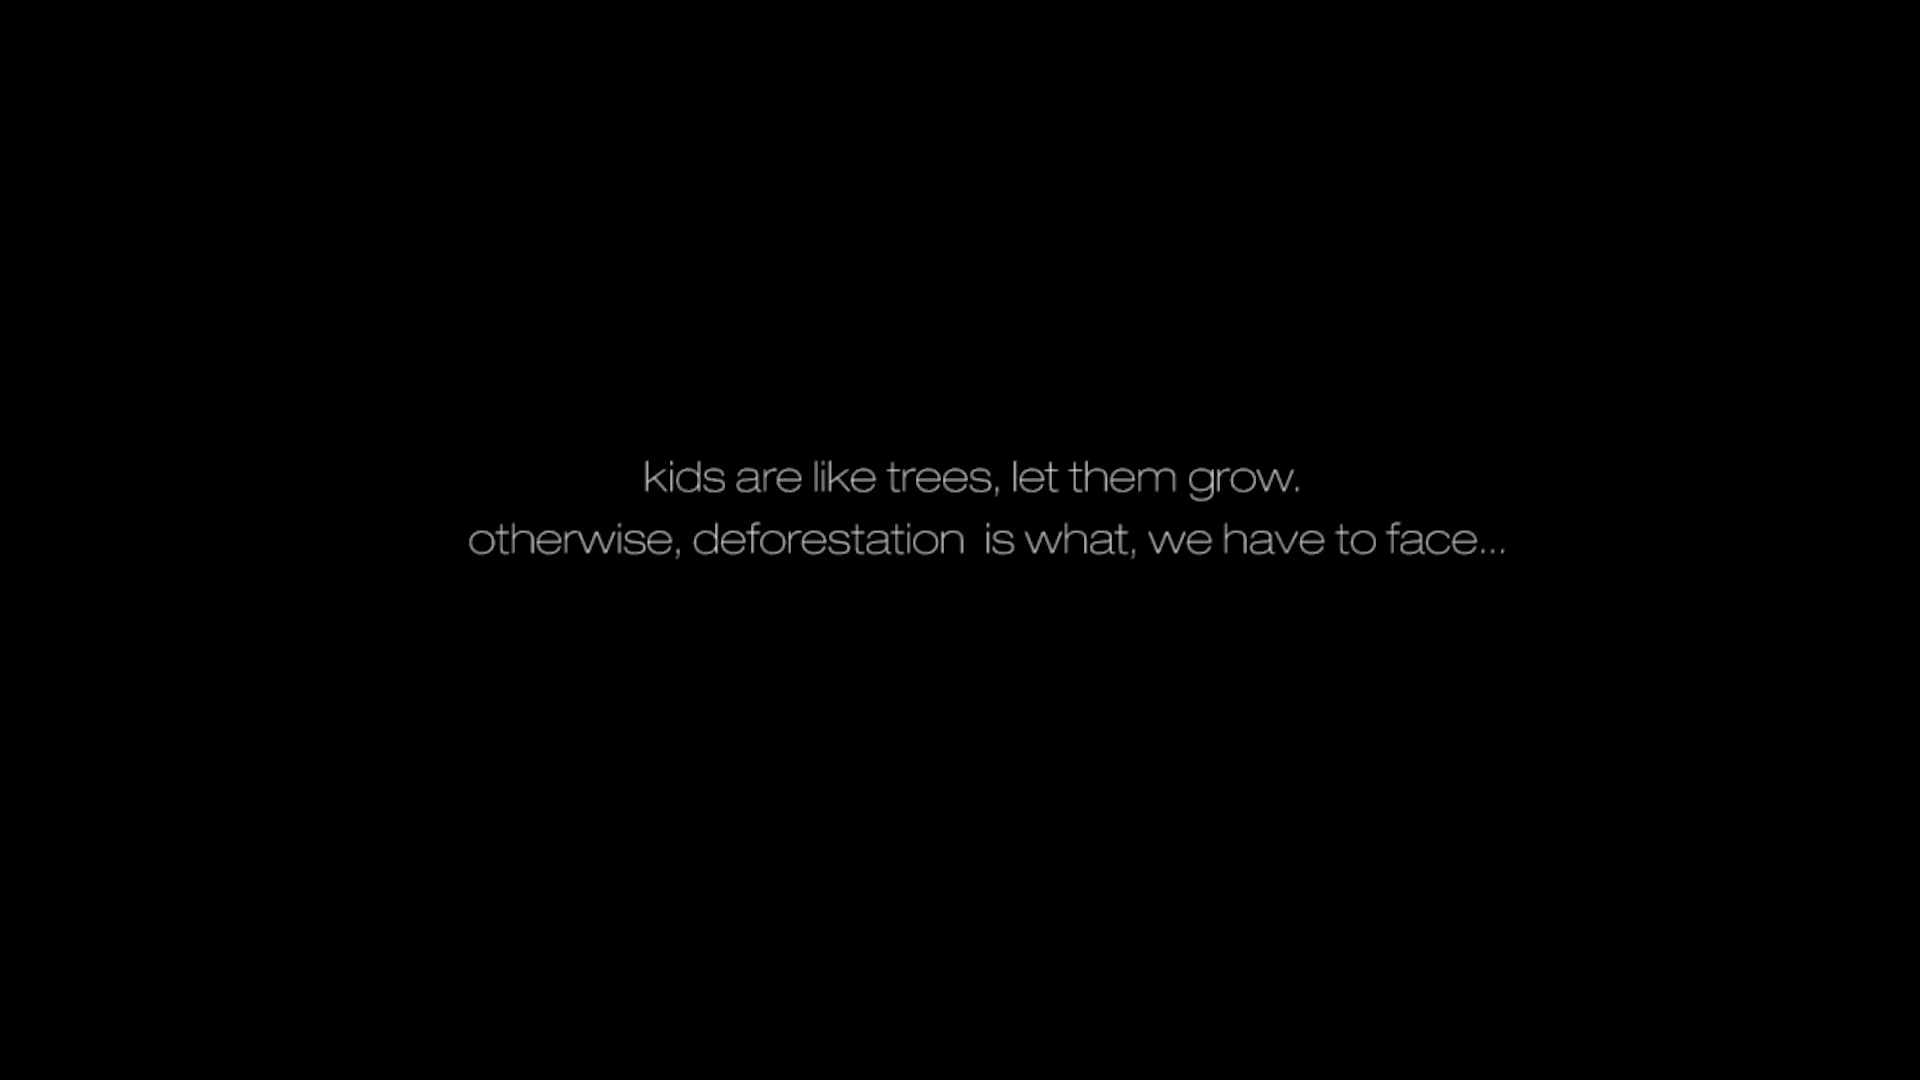 kids are like trees, let them grow.
otherwise, deforestation  is what, we have to face...